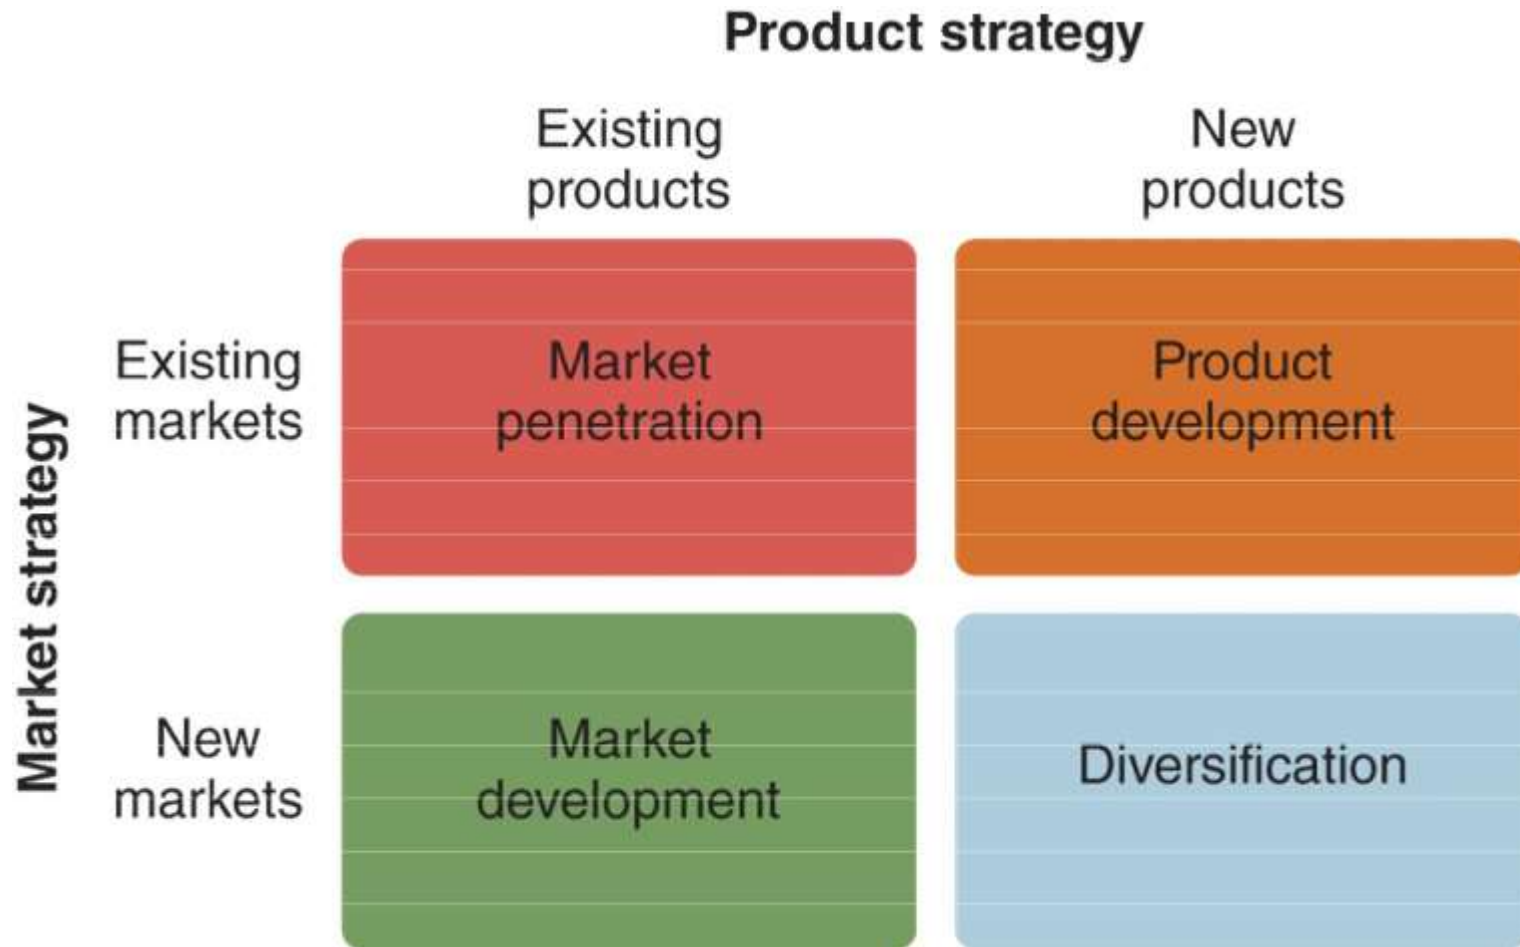 Product strategy
Existing
products
New
products
Market strategy
Existing
markets
Market
penetration
Product
development
New
markets
Market
development
Diversification